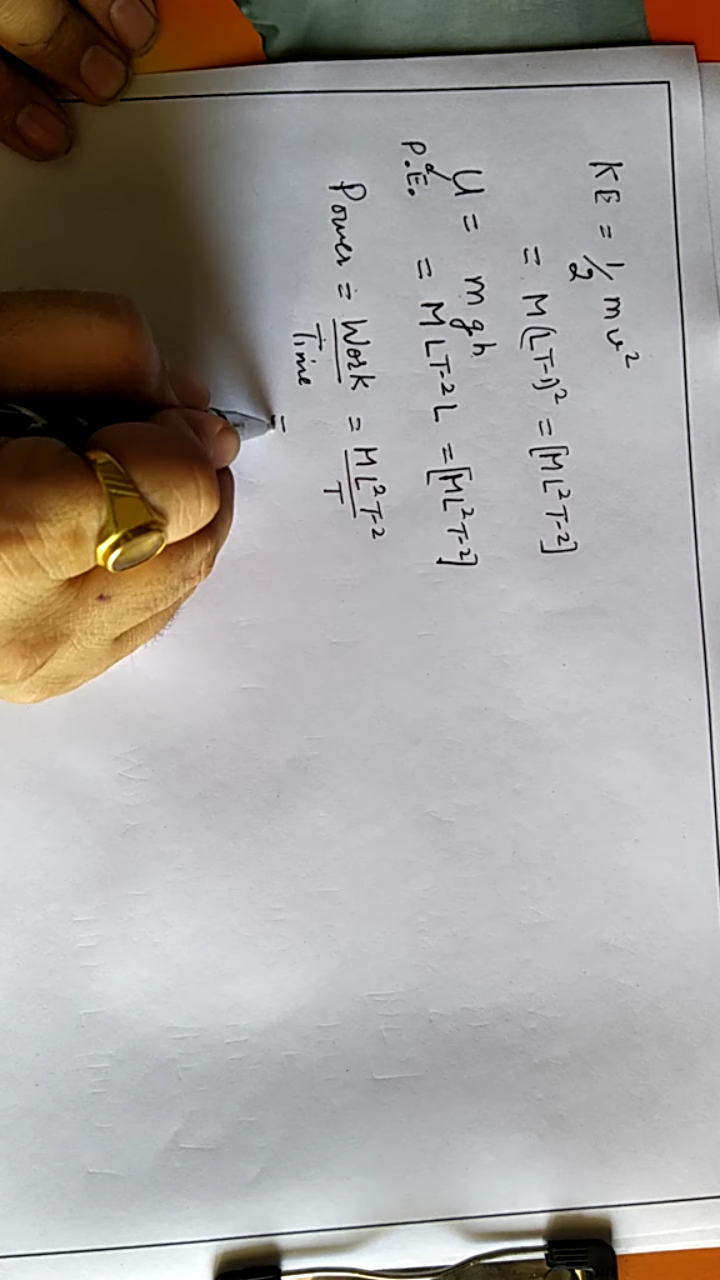 KE = 1/2 mv²
= M(LT-1)² = [ML²T-2]
U = mgh
P.E. = MLT-2L = [ML²T-2]
Power = Work = ML²T-2
Time T
=